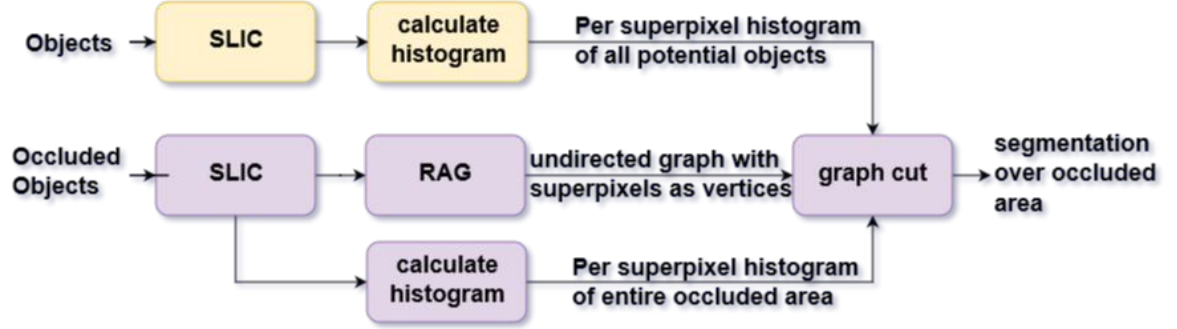 Objects
SLIC
calculate
histogram
Per superpixel histogram
of all potential objects
Occluded
Objects
SLIC
RAG
undirected graph with
superpixels as vertices
graph cut
segmentation
over occluded
area
calculate
histogram
Per superpixel histogram
of entire occluded area